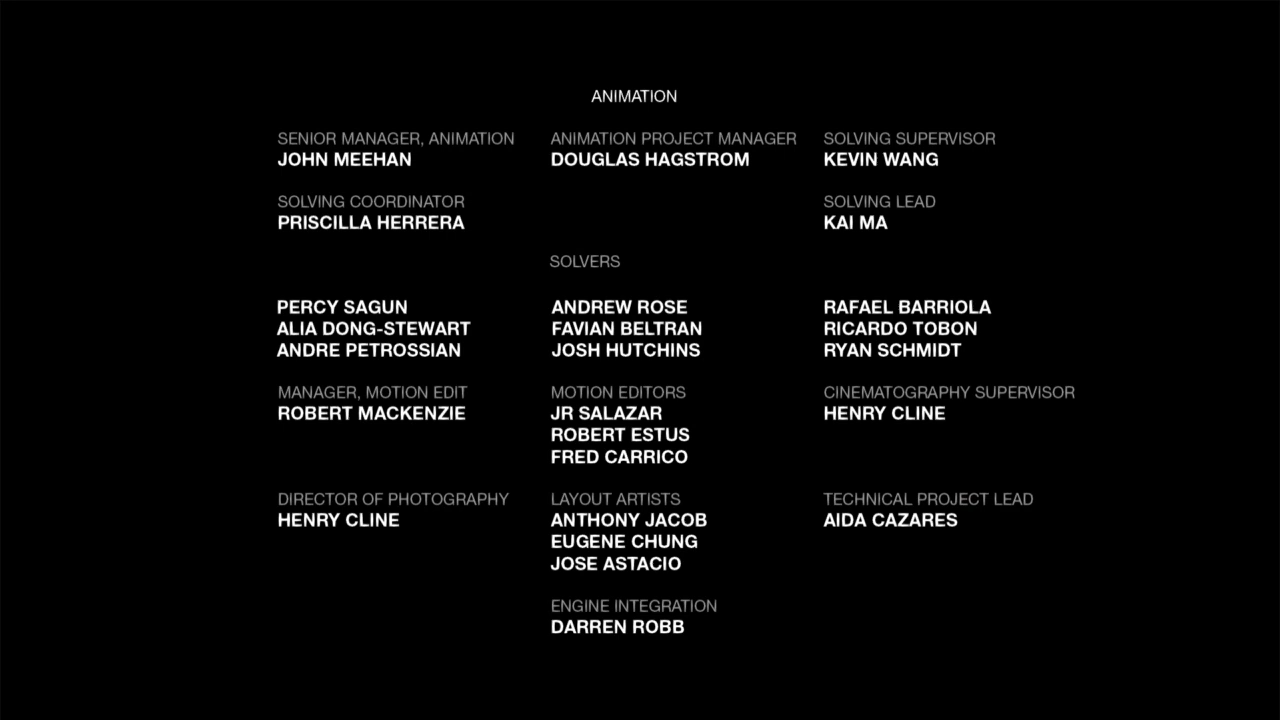 ANIMATION
SENIOR MANAGER, ANIMATION
JOHN MEEHAN
ANIMATION PROJECT MANAGER
DOUGLAS HAGSTROM
SOLVING SUPERVISOR
KEVIN WANG
SOLVING COORDINATOR
PRISCILLA HERRERA
SOLVING LEAD
KAI MA
SOLVERS
PERCY SAGUN
ALIA DONG-STEWART
ANDRE PETROSSIAN
ANDREW ROSE
FAVIAN BELTRAN
JOSH HUTCHINS
RAFAEL BARRIOLA
RICARDO TOBON
RYAN SCHMIDT
MANAGER, MOTION EDIT
ROBERT MACKENZIE
MOTION EDITORS
JR SALAZAR
ROBERT ESTUS
FRED CARRICO
CINEMATOGRAPHY SUPERVISOR
HENRY CLINE
DIRECTOR OF PHOTOGRAPHY
HENRY CLINE
LAYOUT ARTISTS
ANTHONY JACOB
EUGENE CHUNG
JOSE ASTACIO
TECHNICAL PROJECT LEAD
AIDA CAZARES
ENGINE INTEGRATION
DARREN ROBB